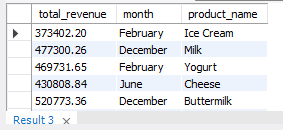 total_revenue month product_name
373402.20 February Ice Cream
477300.26 December Milk
469731.65 February Yogurt
430808.84 June Cheese
520773.36 December Buttermilk
Result 3